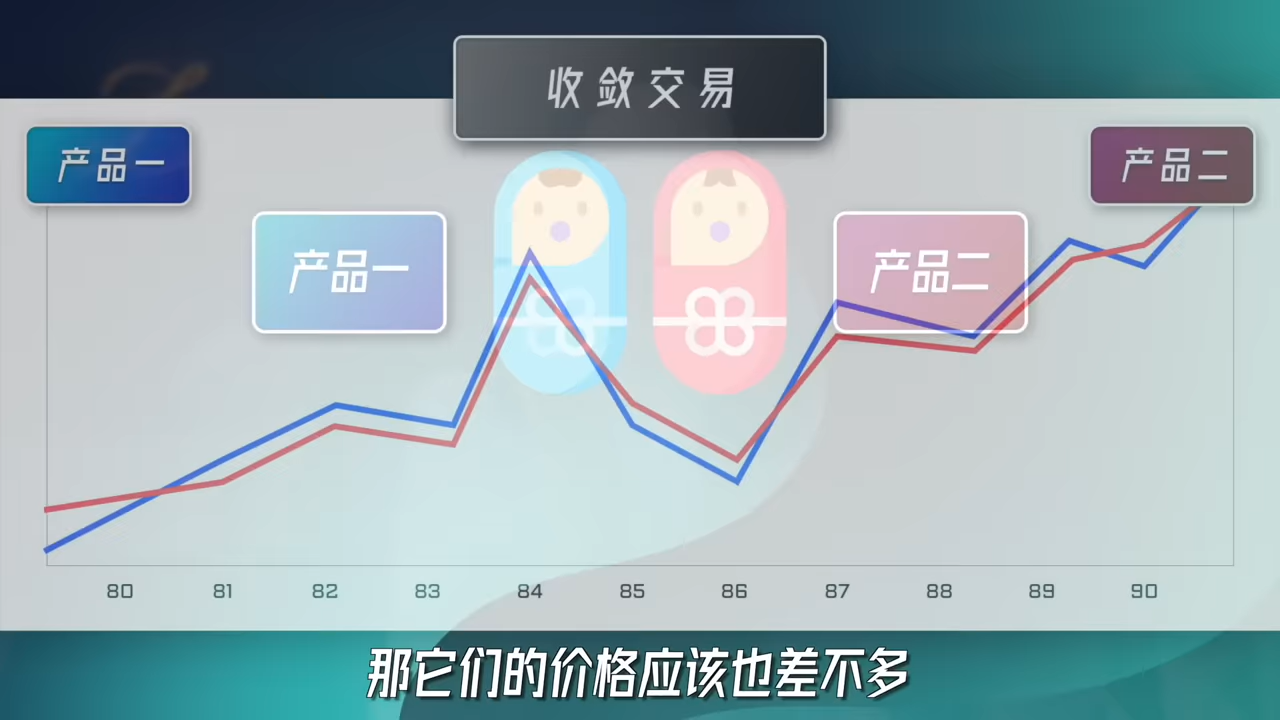 收敛交易
产品一
产品二
产品一
产品二
80 81 82 83 84 85 86 87 88 89 90
那它们的价格应该也差不多